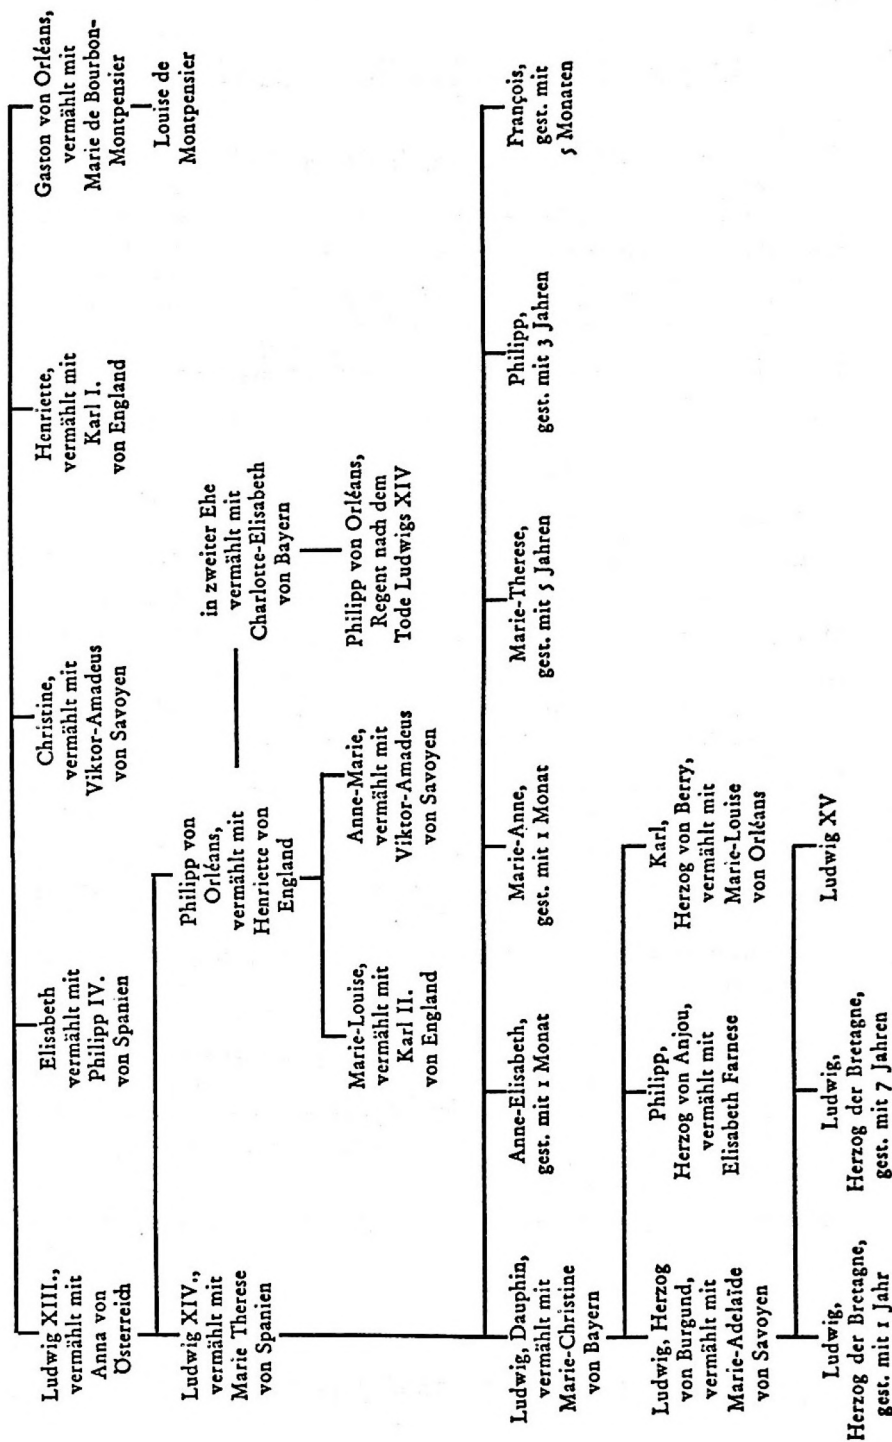 Ludwig XIII.,
vermählt mit
Anna von
Österreich
Elisabeth
vermählt mit
Philipp IV.
von Spanien
Christine,
vermählt mit
Viktor-Amadeus
von Savoyen
Henriette,
vermählt mit
Karl I.
von England
Gaston von Orléans,
vermählt mit
Marie de Bourbon-
Montpensier
Louise de
Montpensier
Ludwig XIV.,
vermählt mit
Marie Therese
von Spanien
Philipp von
Orléans,
vermählt mit
Henriette von
England
in zweiter Ehe
vermählt mit
Charlotte-Elisabeth
von Bayern
Marie-Louise,
vermählt mit
Karl II.
von England
Anne-Marie,
vermählt mit
Viktor-Amadeus
von Savoyen
Philipp von Orléans,
Regent nach dem
Tode Ludwigs XIV
Ludwig, Dauphin,
vermählt mit
Marie-Christine
von Bayern
Anne-Elisabeth,
gest. mit 1 Monat
Marie-Anne,
gest. mit 1 Monat
Marie-Therese,
gest. mit 5 Jahren
Philipp,
gest. mit 3 Jahren
François,
gest. mit
5 Monaten
Ludwig, Herzog
von Burgund,
vermählt mit
Marie-Adelaïde
von Savoyen
Philipp,
Herzog von Anjou,
vermählt mit
Elisabeth Farnese
Karl,
Herzog von Berry,
vermählt mit
Marie-Louise
von Orléans
Ludwig,
Herzog der Bretagne,
gest. mit 1 Jahr
Ludwig,
Herzog der Bretagne,
gest. mit 7 Jahren
Ludwig XV